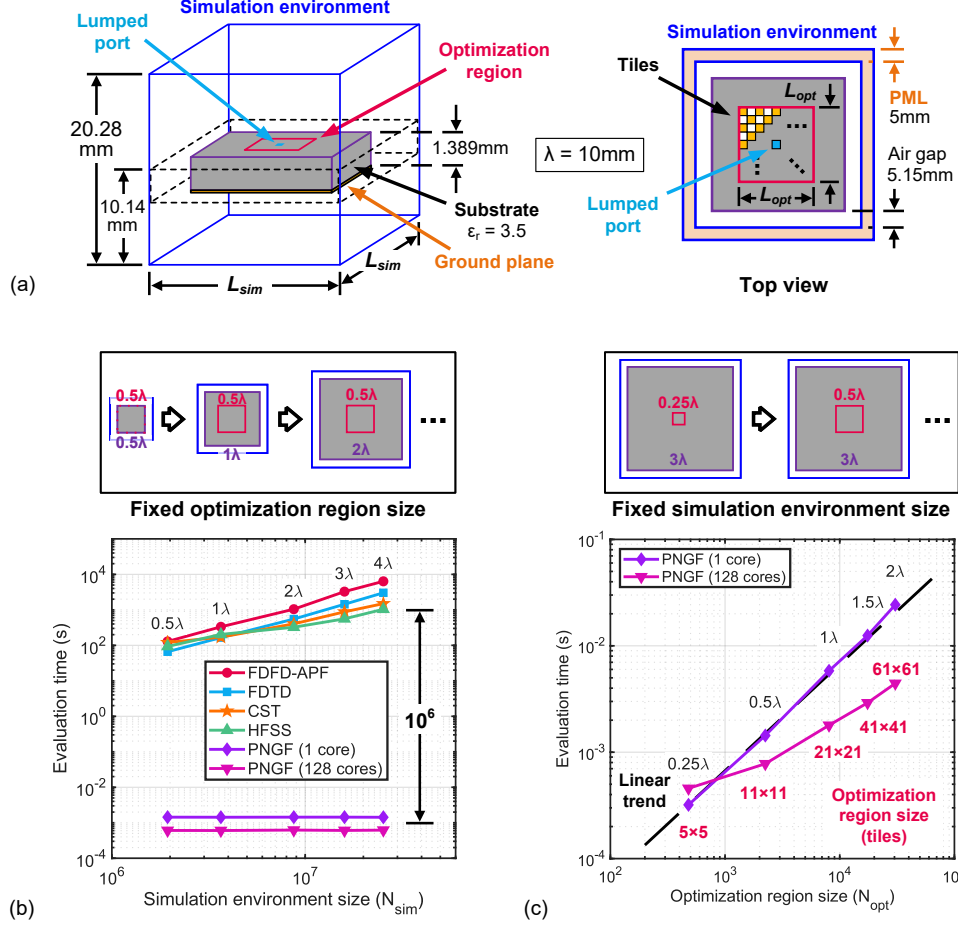 Simulation environment
Lumped
port
Optimization
region
20.28
mm
10.14
mm
1.389mm
Substrate
εr = 3.5
Ground plane
Lsim
Lsim
(a)
λ = 10mm
Simulation environment
Tiles
Lopt
Lopt
PML
5mm
Air gap
5.15mm
Lumped
port
Top view
0.5λ
0.5λ
0.5λ
1λ
0.5λ
2λ
...
Fixed optimization region size
0.25λ
3λ
0.5λ
3λ
...
Fixed simulation environment size
Evaluation time (s)
10^4
10^2
10^0
10^-2
10^-4
0.5λ
1λ
2λ
3λ
4λ
FDFD-APF
FDTD
CST
HFSS
PNGF (1 core)
PNGF (128 cores)
10^6
10^6
10^7
Simulation environment size (Nsim)
(b)
Evaluation time (s)
10^-1
10^-2
10^-3
10^-4
PNGF (1 core)
PNGF (128 cores)
2λ
1.5λ
1λ
0.5λ
0.25λ
61×61
41×41
21×21
11×11
5×5
Linear
trend
Optimization
region size
(tiles)
10^2
10^3
10^4
10
Optimization region size (Nopt)
(c)